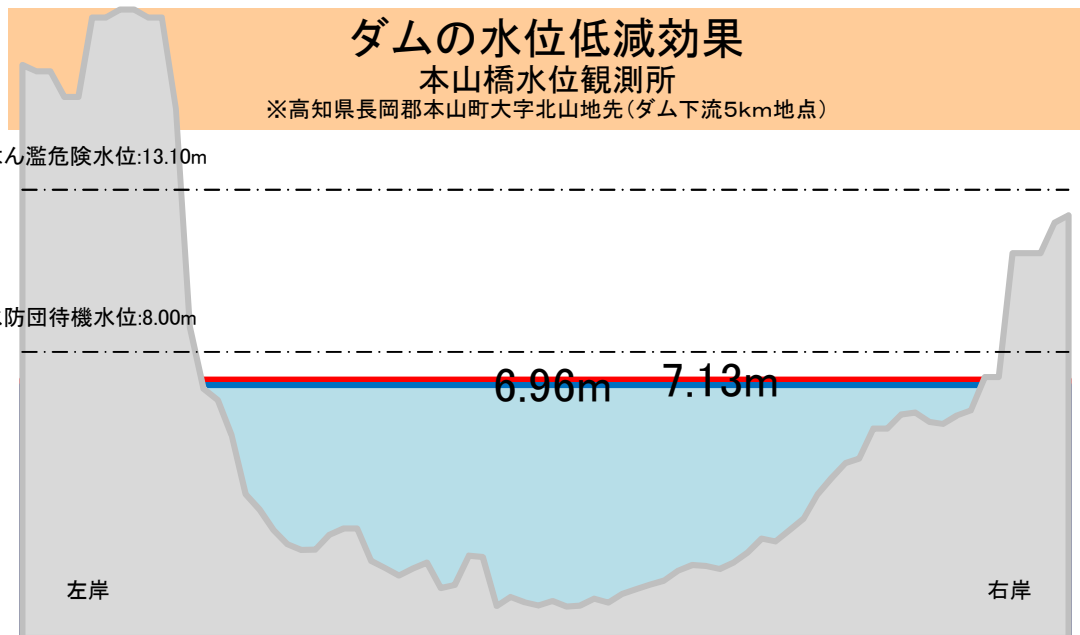 ダムの水位低減効果
本山橋水位観測所
※高知県長岡郡本山町大字北山地先(ダム下流5km地点)
ん濫危険水位:13.10m
防団待機水位:8.00m
6.96m 7.13m
左岸 右岸